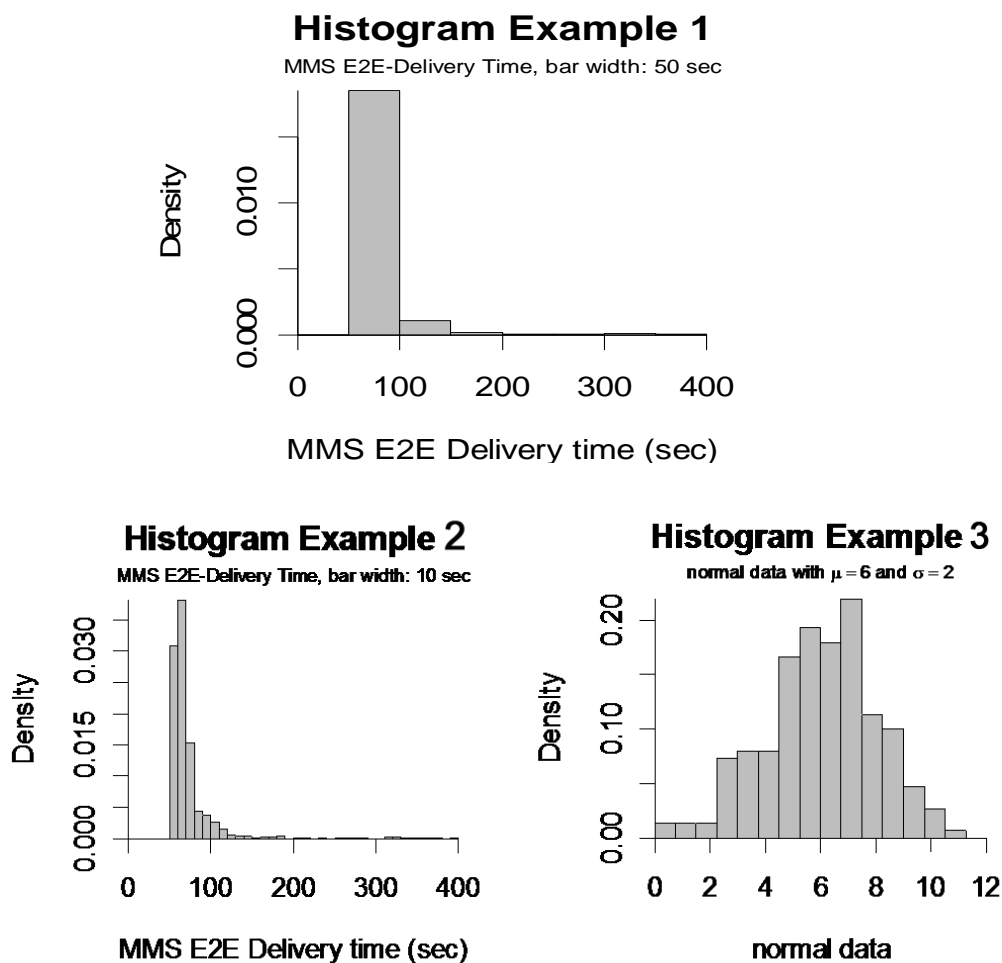 Histogram Example 1
MMS E2E-Delivery Time, bar width: 50 sec
Density
0.010
0.000
0 100 200 300 400
MMS E2E Delivery time (sec)
Histogram Example 2
MMS E2E-Delivery Time, bar width: 10 sec
Density
0.030
0.015
0.000
0 100 200 300 400
MMS E2E Delivery time (sec)
Histogram Example 3
normal data with μ = 6 and σ = 2
Density
0.20
0.10
0.00
0 2 4 6 8 10 12
normal data